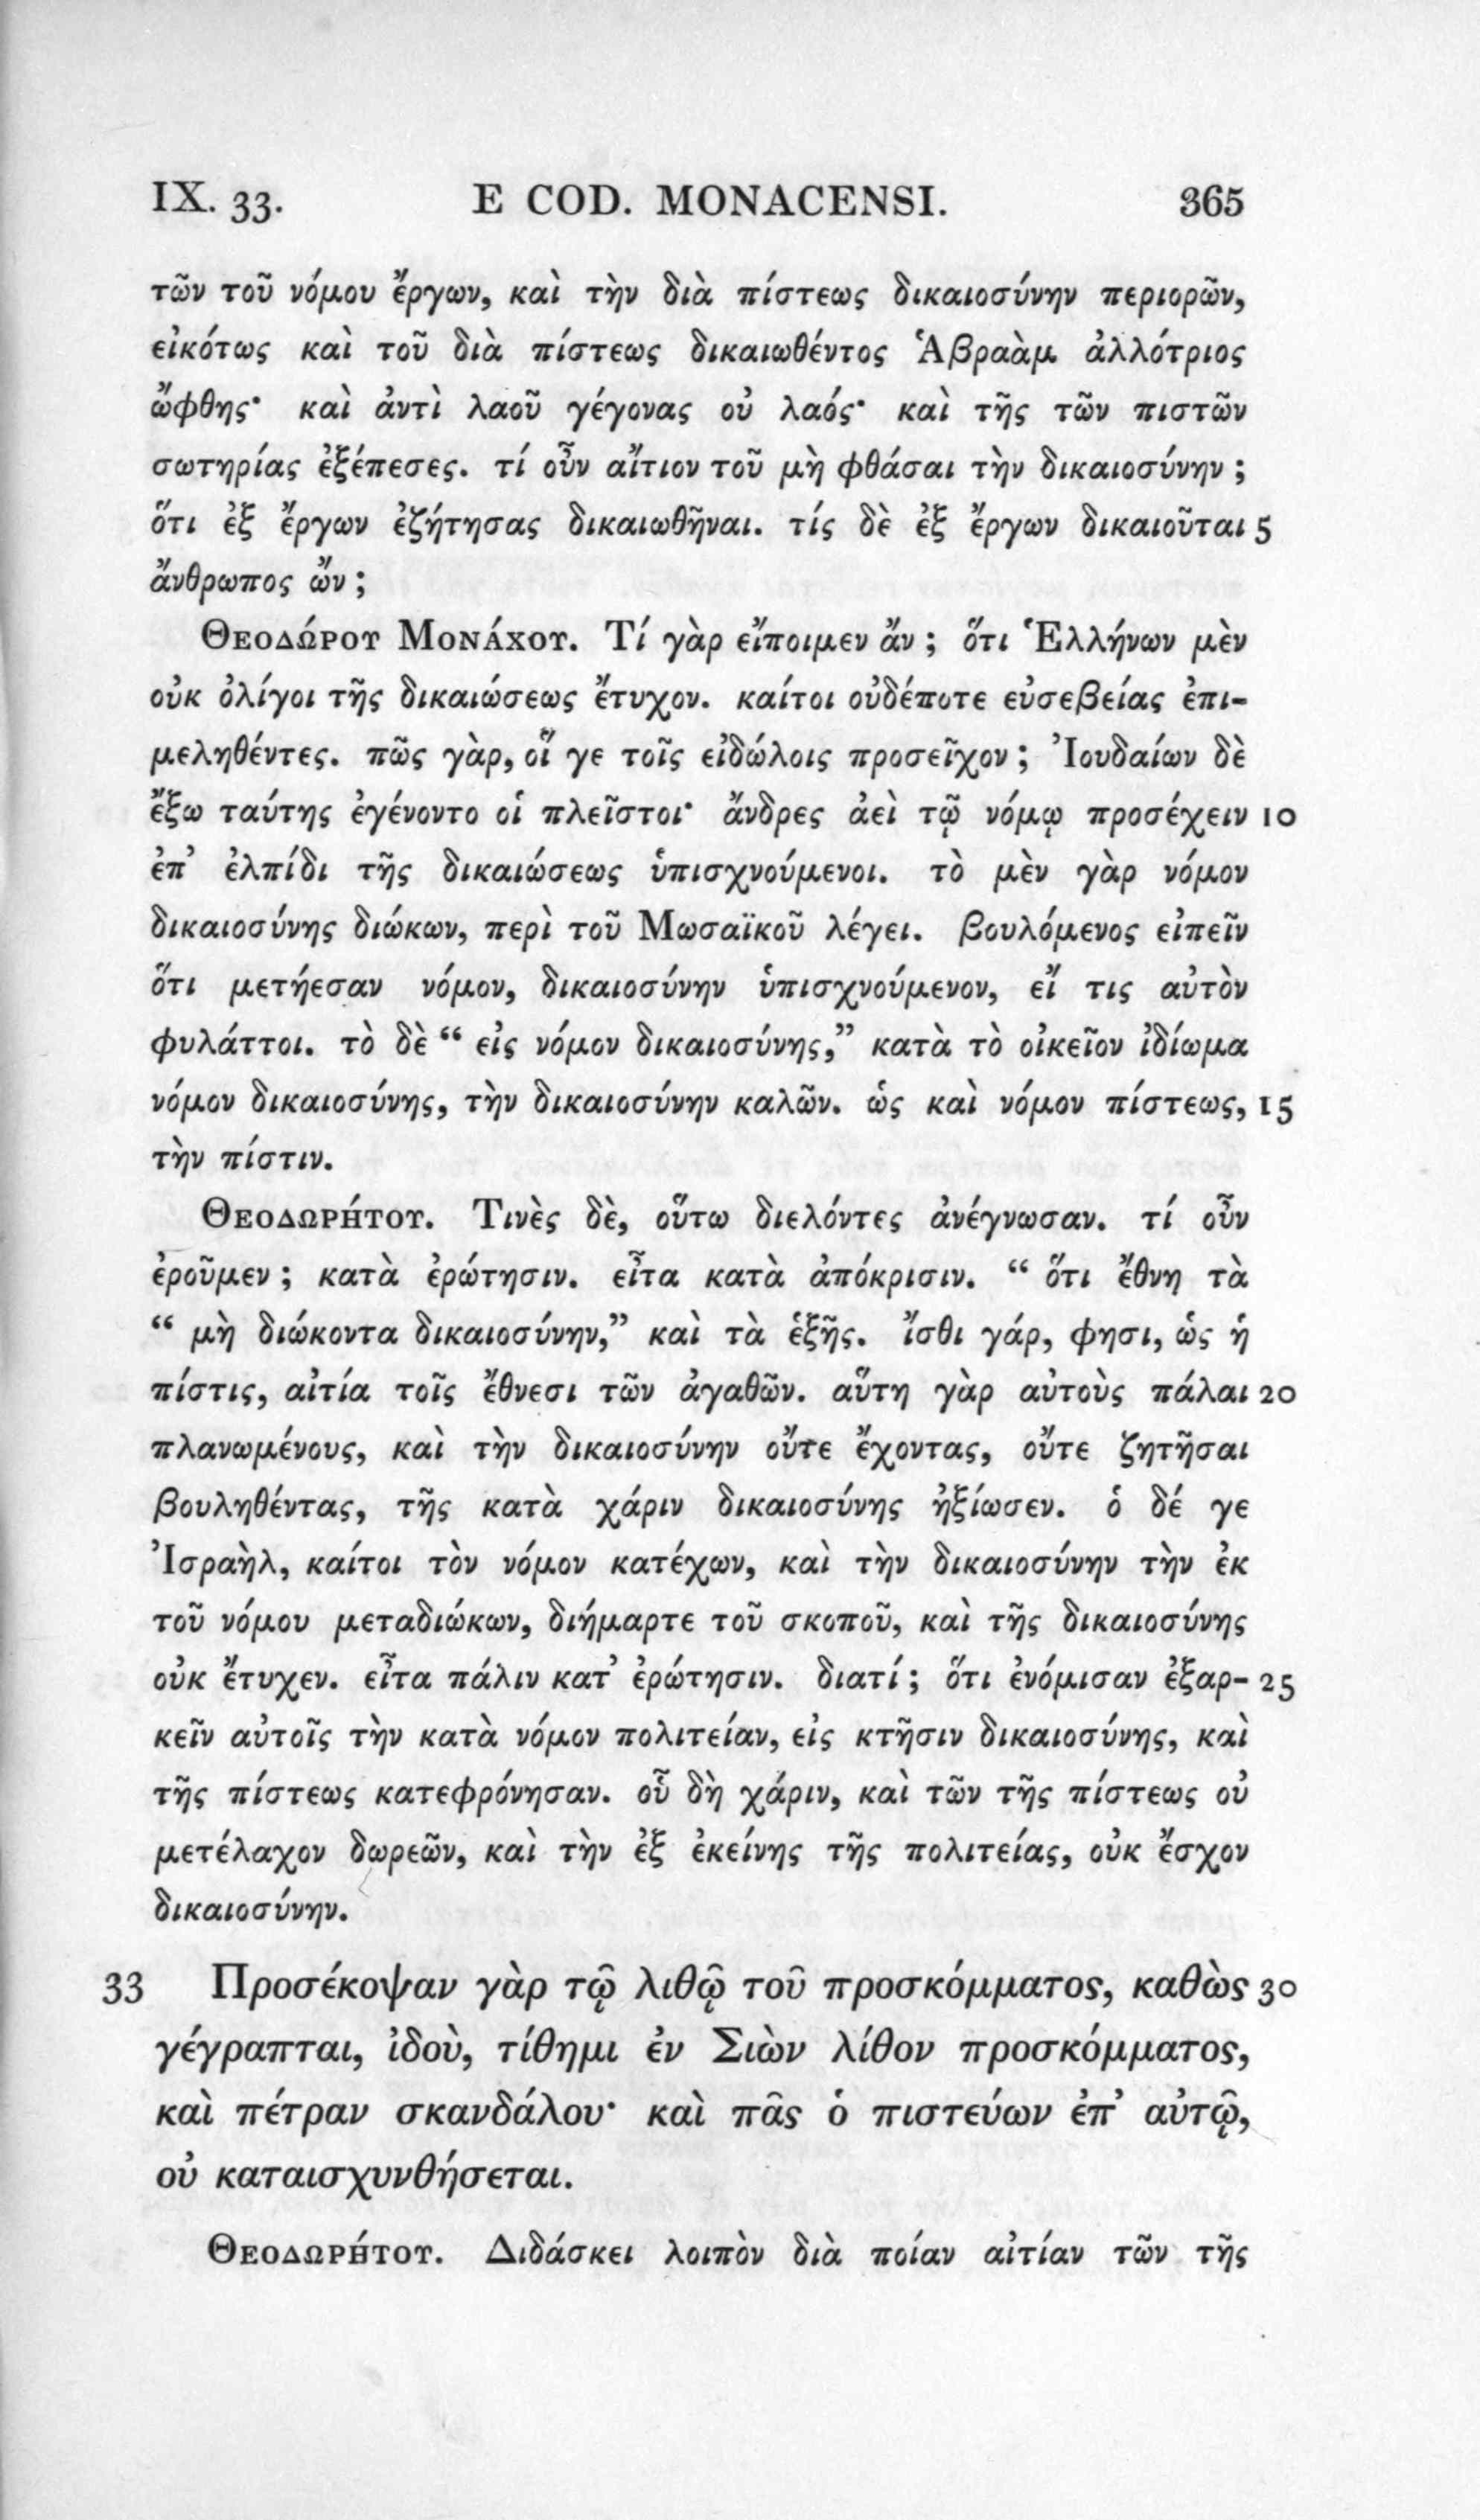 IX. 33. E COD. MONACENSI. 365
τῶν τοῦ νόμου ἔργων, καὶ τὴν διὰ πίστεως δικαιοσύνην περιορῶν,
εἰκότως καὶ τοῦ διὰ πίστεως δικαιωθέντος Ἁβραὰμ ἀλλότριος
ὤφθης· καὶ ἀντὶ λαοῦ γέγονας οὐ λαός· καὶ τῆς τῶν πιστῶν
σωτηρίας ἐξέπεσες. τί οὖν αἴτιον τοῦ μὴ φθάσαι τὴν δικαιοσύνην ;
ὅτι ἐξ ἔργων ἐζήτησας δικαιωθῆναι. τίς δὲ ἐξ ἔργων δικαιοῦται 5
ἄνθρωπος ὤν ;
ΘΕΟΔΏΡΟΥ ΜΟΝΆΧΟΥ. Τί γὰρ εἴποιμεν ἄν ; ὅτι Ἑλλήνων μὲν
οὐκ ὀλίγοι τῆς δικαιώσεως ἔτυχον. καίτοι οὐδέποτε εὐσεβείας ἐπι-
μεληθέντες. πῶς γὰρ, οἵ γε τοῖς εἰδώλοις προσεῖχον ; Ἰουδαίων δὲ
ἔξω ταύτης ἐγένοντο οἱ πλεῖστοι· ἄνδρες ἀεὶ τῷ νόμῳ προσέχειν 10
ἐπ’ ἐλπίδι τῆς δικαιώσεως ὑπισχνούμενοι. τὸ μὲν γὰρ νόμον
δικαιοσύνης διώκων, περὶ τοῦ Μωσαϊκοῦ λέγει. βουλόμενος εἰπεῖν
ὅτι μετήεσαν νόμον, δικαιοσύνην ὑπισχνούμενον, εἴ τις αὐτὸν
φυλάττοι. τὸ δὲ “ εἰς νόμον δικαιοσύνης,” κατὰ τὸ οἰκεῖον ἰδίωμα
νόμον δικαιοσύνης, τὴν δικαιοσύνην καλῶν. ὡς καὶ νόμον πίστεως, 15
τὴν πίστιν.
ΘΕΟΔΩΡΉΤΟΥ. Τινὲς δὲ, οὕτω διελόντες ἀνέγνωσαν. τί οὖν
ἐροῦμεν ; κατὰ ἐρώτησιν. εἶτα κατὰ ἀπόκρισιν. “ ὅτι ἔθνη τὰ
“ μὴ διώκοντα δικαιοσύνην,” καὶ τὰ ἑξῆς. ἴσθι γάρ, φησι, ὡς ἡ
πίστις, αἰτία τοῖς ἔθνεσι τῶν ἀγαθῶν. αὕτη γὰρ αὐτοὺς πάλαι 20
πλανωμένους, καὶ τὴν δικαιοσύνην οὔτε ἔχοντας, οὔτε ζητῆσαι
βουληθέντας, τῆς κατὰ χάριν δικαιοσύνης ἠξίωσεν. ὁ δέ γε
Ἰσραὴλ, καίτοι τὸν νόμον κατέχων, καὶ τὴν δικαιοσύνην τὴν ἐκ
τοῦ νόμου μεταδιώκων, διήμαρτε τοῦ σκοποῦ, καὶ τῆς δικαιοσύνης
οὐκ ἔτυχεν. εἶτα πάλιν κατ’ ἐρώτησιν. διατί ; ὅτι ἐνόμισαν ἐξαρ- 25
κεῖν αὐτοῖς τὴν κατὰ νόμον πολιτείαν, εἰς κτῆσιν δικαιοσύνης, καὶ
τῆς πίστεως κατεφρόνησαν. οὗ δὴ χάριν, καὶ τῶν τῆς πίστεως οὐ
μετέλαχον δωρεῶν, καὶ τὴν ἐξ ἐκείνης τῆς πολιτείας, οὐκ ἔσχον
δικαιοσύνην.
33 Προσέκοψαν γὰρ τῷ λιθῷ τοῦ προσκόμματος, καθὼς 30
γέγραπται, ἰδοὺ, τίθημι ἐν Σιὼν λίθον προσκόμματος,
καὶ πέτραν σκανδάλου· καὶ πᾶς ὁ πιστεύων ἐπ’ αὐτῷ,
οὐ καταισχυνθήσεται.
ΘΕΟΔΩΡΉΤΟΥ. Διδάσκει λοιπὸν διὰ ποίαν αἰτίαν τῶν τῆς